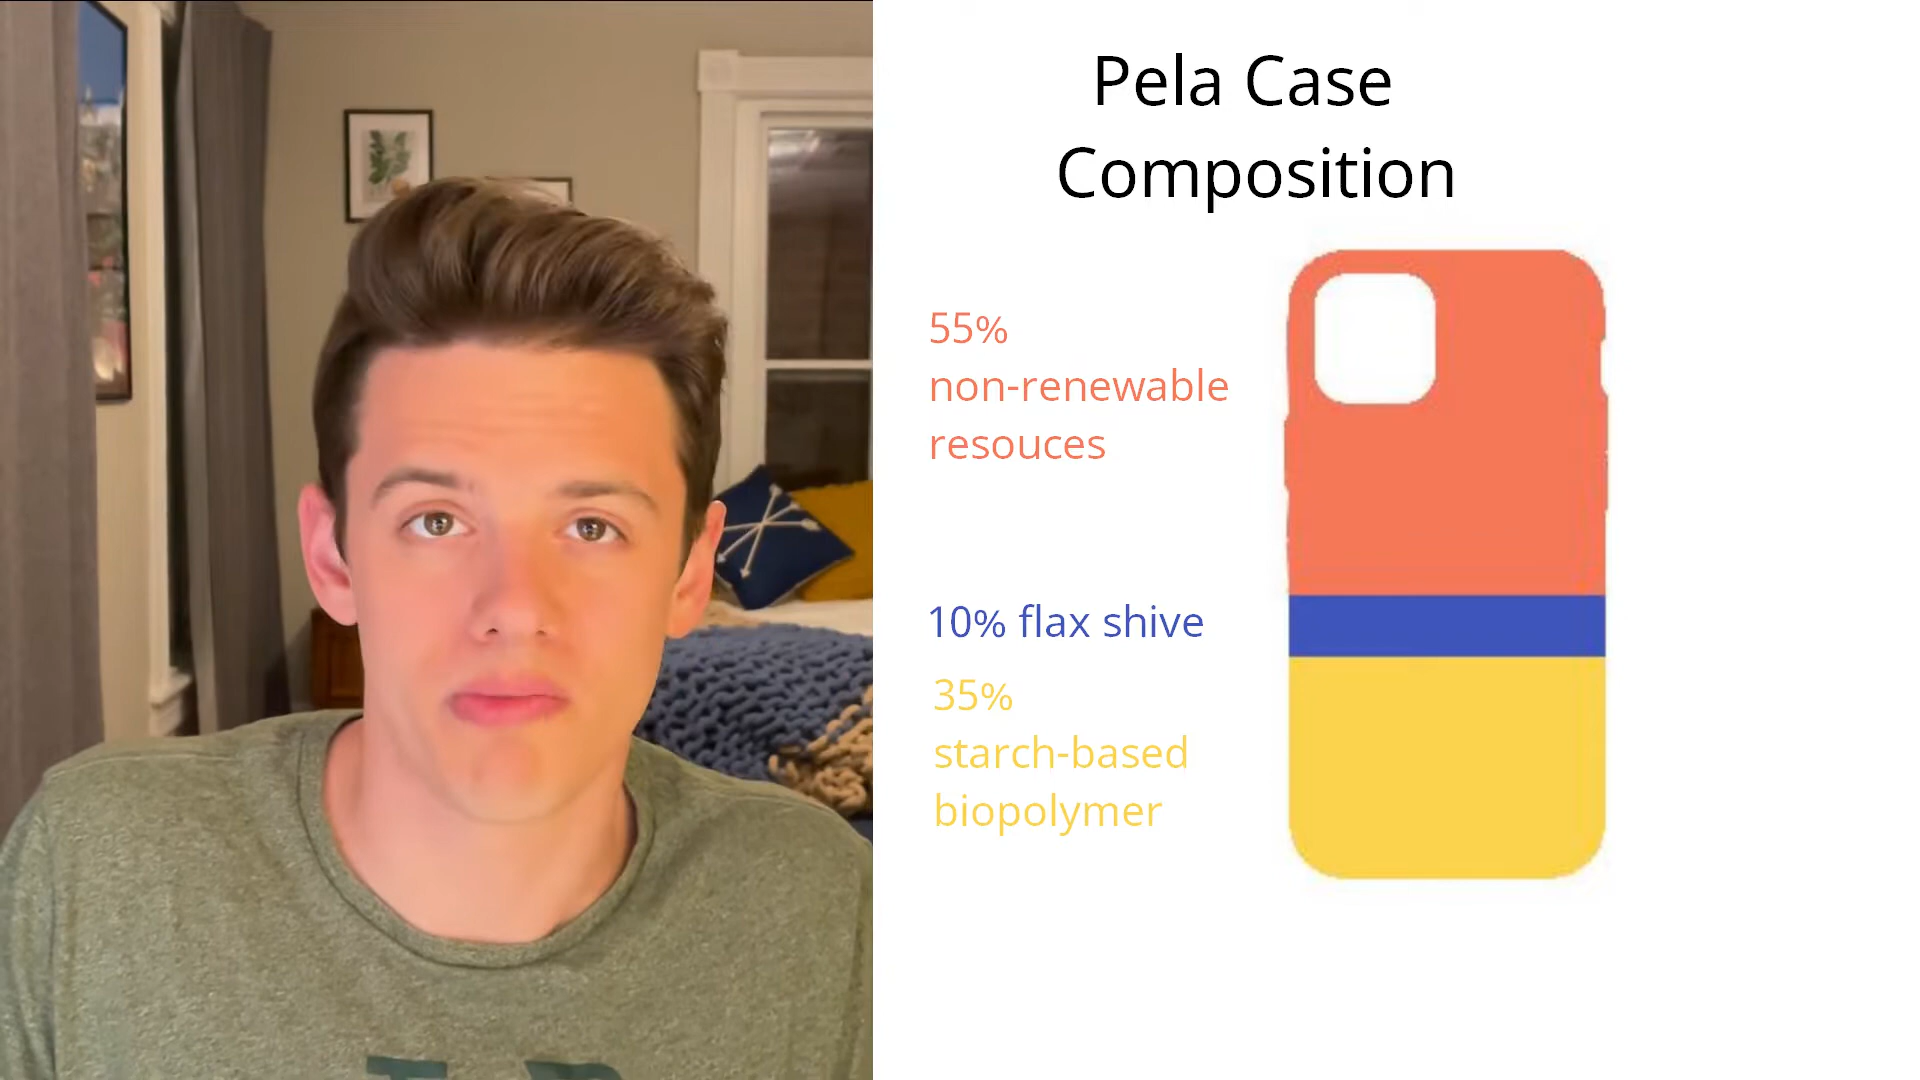 Pela Case
Composition
55%
non-renewable
resouces
10% flax shive
35%
starch-based
biopolymer